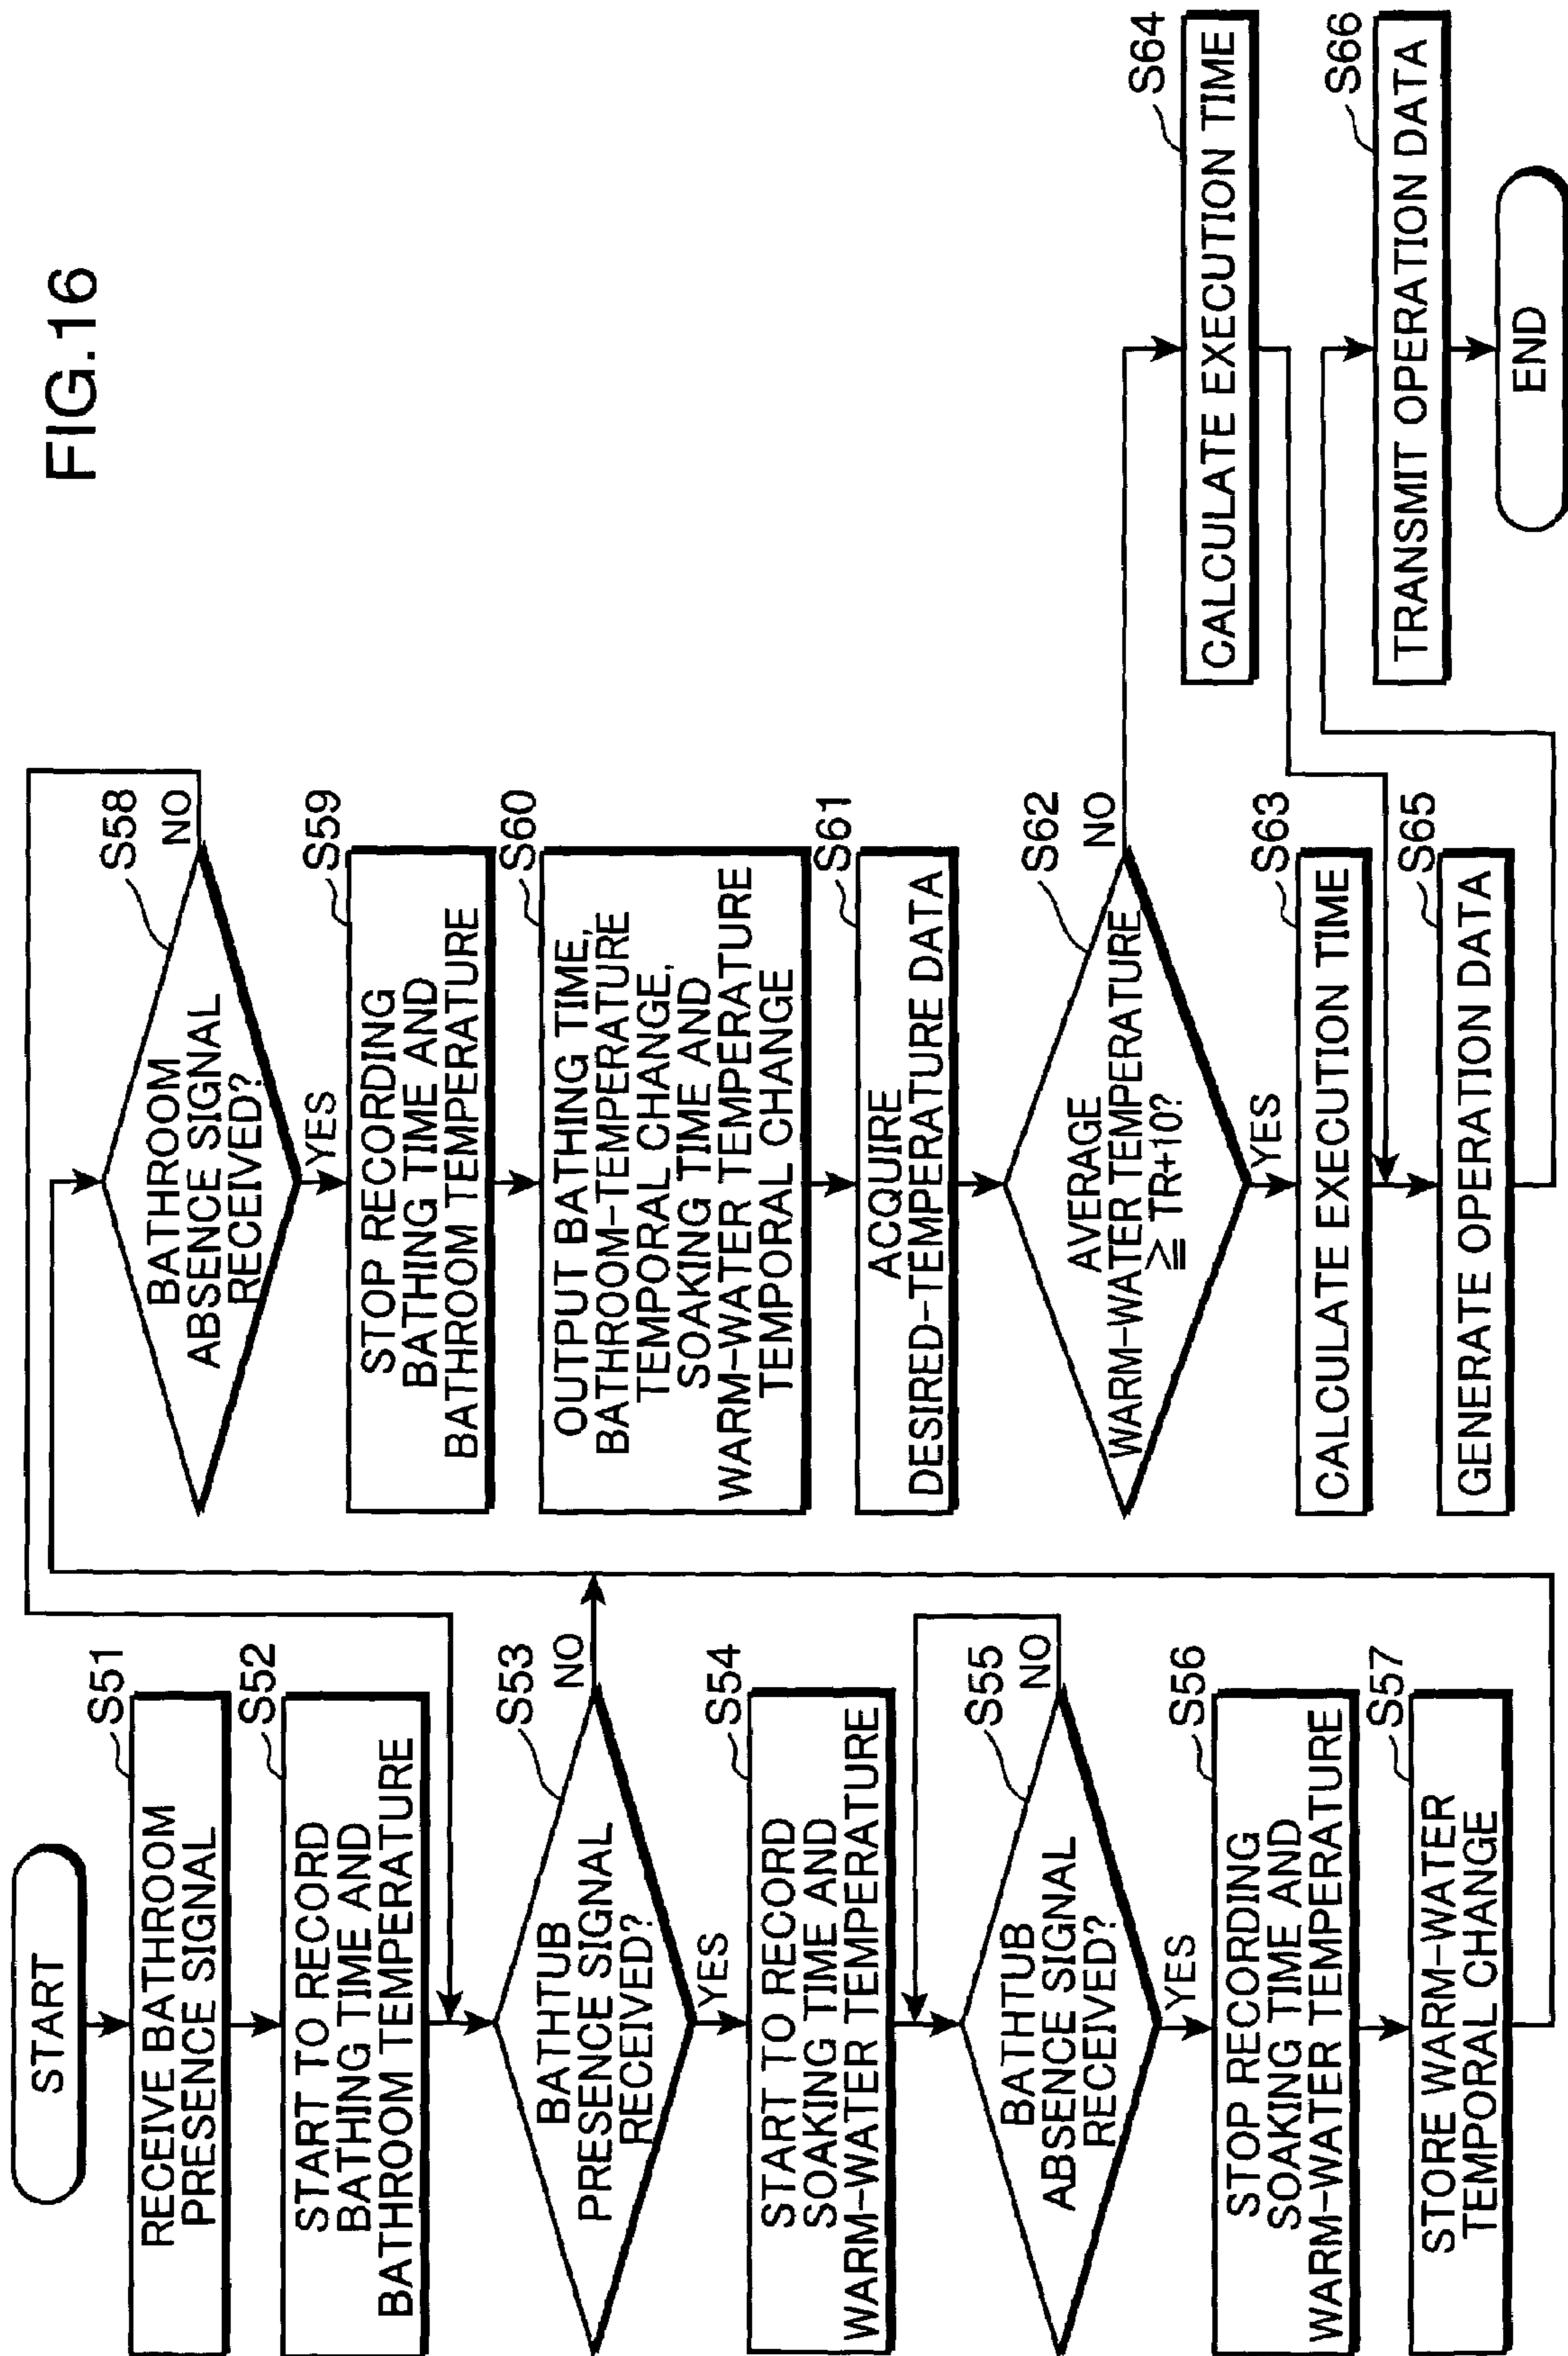 FIG.16
START
S51
RECEIVE BATHROOM
PRESENCE SIGNAL
S52
START TO RECORD
BATHING TIME AND
BATHROOM TEMPERATURE
S53
BATHTUB
PRESENCE SIGNAL
RECEIVED?
NO
YES
S54
START TO RECORD
SOAKING TIME AND
WARM-WATER TEMPERATURE
S55
BATHTUB
ABSENCE SIGNAL
RECEIVED?
NO
YES
S56
STOP RECORDING
SOAKING TIME AND
WARM-WATER TEMPERATURE
S57
STORE WARM-WATER
TEMPORAL CHANGE
S58
BATHROOM
ABSENCE SIGNAL
RECEIVED?
NO
YES
S59
STOP RECORDING
BATHING TIME AND
BATHROOM TEMPERATURE
S60
OUTPUT BATHING TIME,
BATHROOM-TEMPERATURE
TEMPORAL CHANGE,
SOAKING TIME AND
WARM-WATER TEMPERATURE
TEMPORAL CHANGE
S61
ACQUIRE
DESIRED-TEMPERATURE DATA
S62
AVERAGE
WARM-WATER TEMPERATURE
≧ TR+10?
NO
YES
S63
CALCULATE EXECUTION TIME
S65
GENERATE OPERATION DATA
S64
CALCULATE EXECUTION TIME
S66
TRANSMIT OPERATION DATA
END